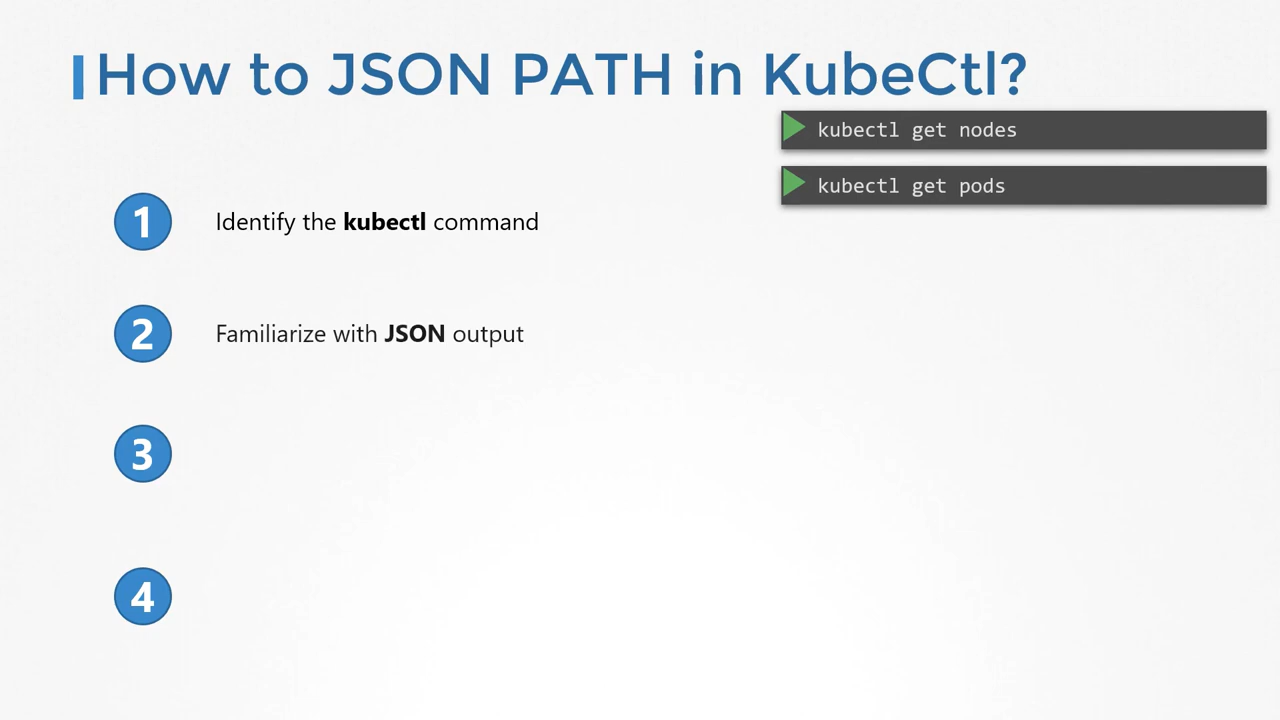 How to JSON PATH in KubeCtl?
kubectl get nodes
kubectl get pods
1 Identify the kubectl command
2 Familiarize with JSON output
3
4